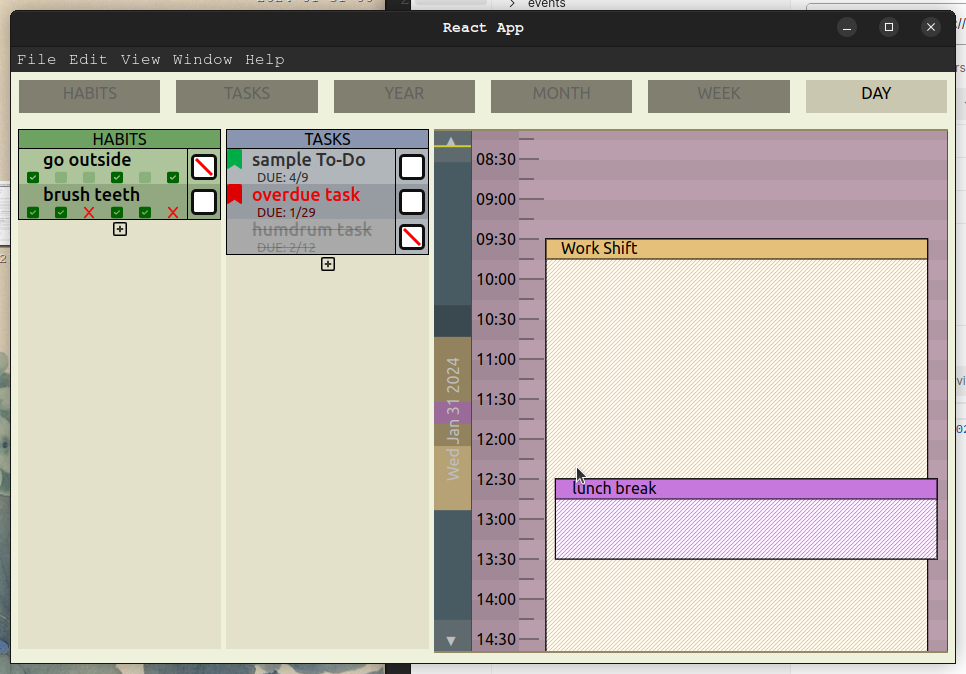 events
React App
File Edit View Window Help
HABITS TASKS YEAR MONTH WEEK DAY
HABITS
go outside
brush teeth
TASKS
sample To-Do
DUE: 4/9
overdue task
DUE: 1/29
humdrum task
DUE: 2/12
Wed Jan 31 2024
08:30
09:00
09:30
Work Shift
10:00
10:30
11:00
11:30
12:00
12:30
lunch break
13:00
13:30
14:00
14:30